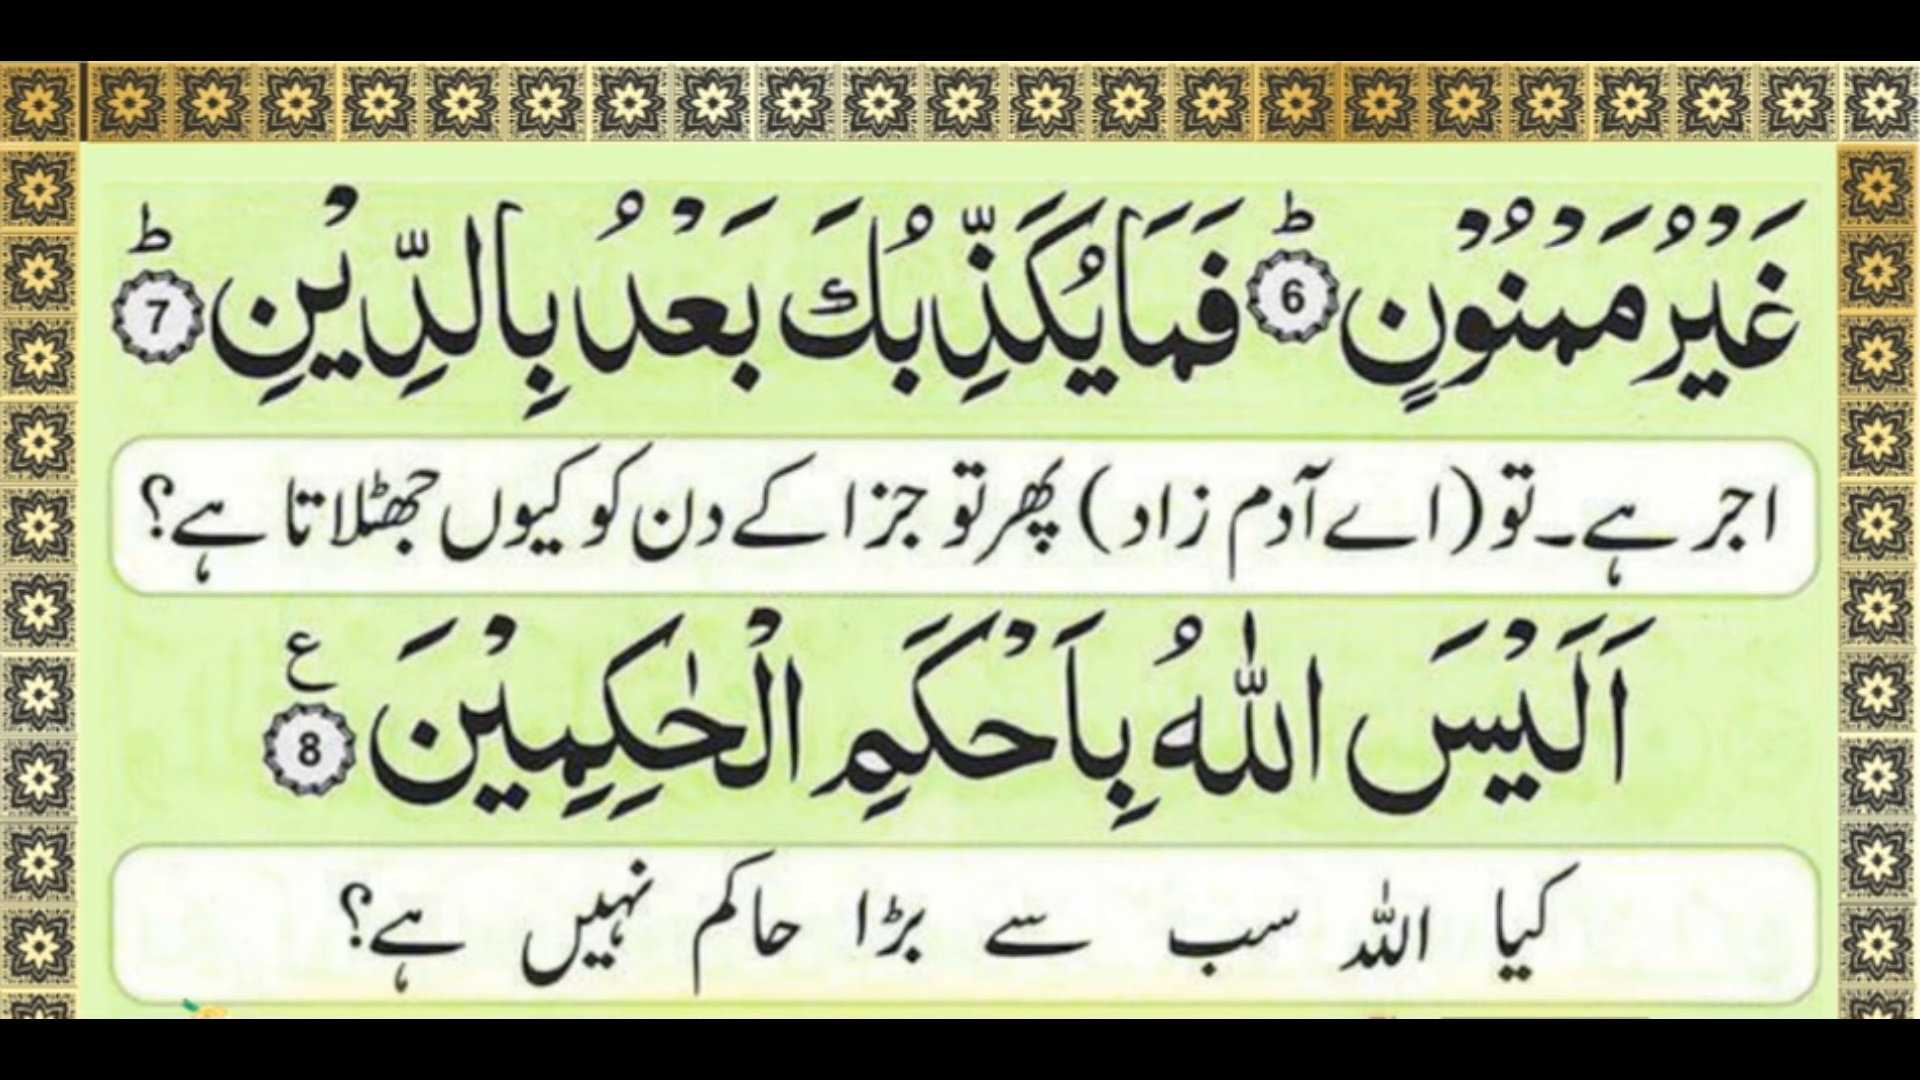 غَيْرُ مَمْنُوْنٍ ؕ 6 فَمَا يُكَذِّبُكَ بَعْدُ بِالدِّيْنِ ؕ 7
اجر ہے۔ تو (اے آدم زاد) پھر تو جزا کے دن کو کیوں جھٹلاتا ہے؟
اَلَيْسَ اللّٰهُ بِاَحْكَمِ الْحٰكِمِيْنَ ع 8
کیا اللہ سب سے بڑا حاکم نہیں ہے؟